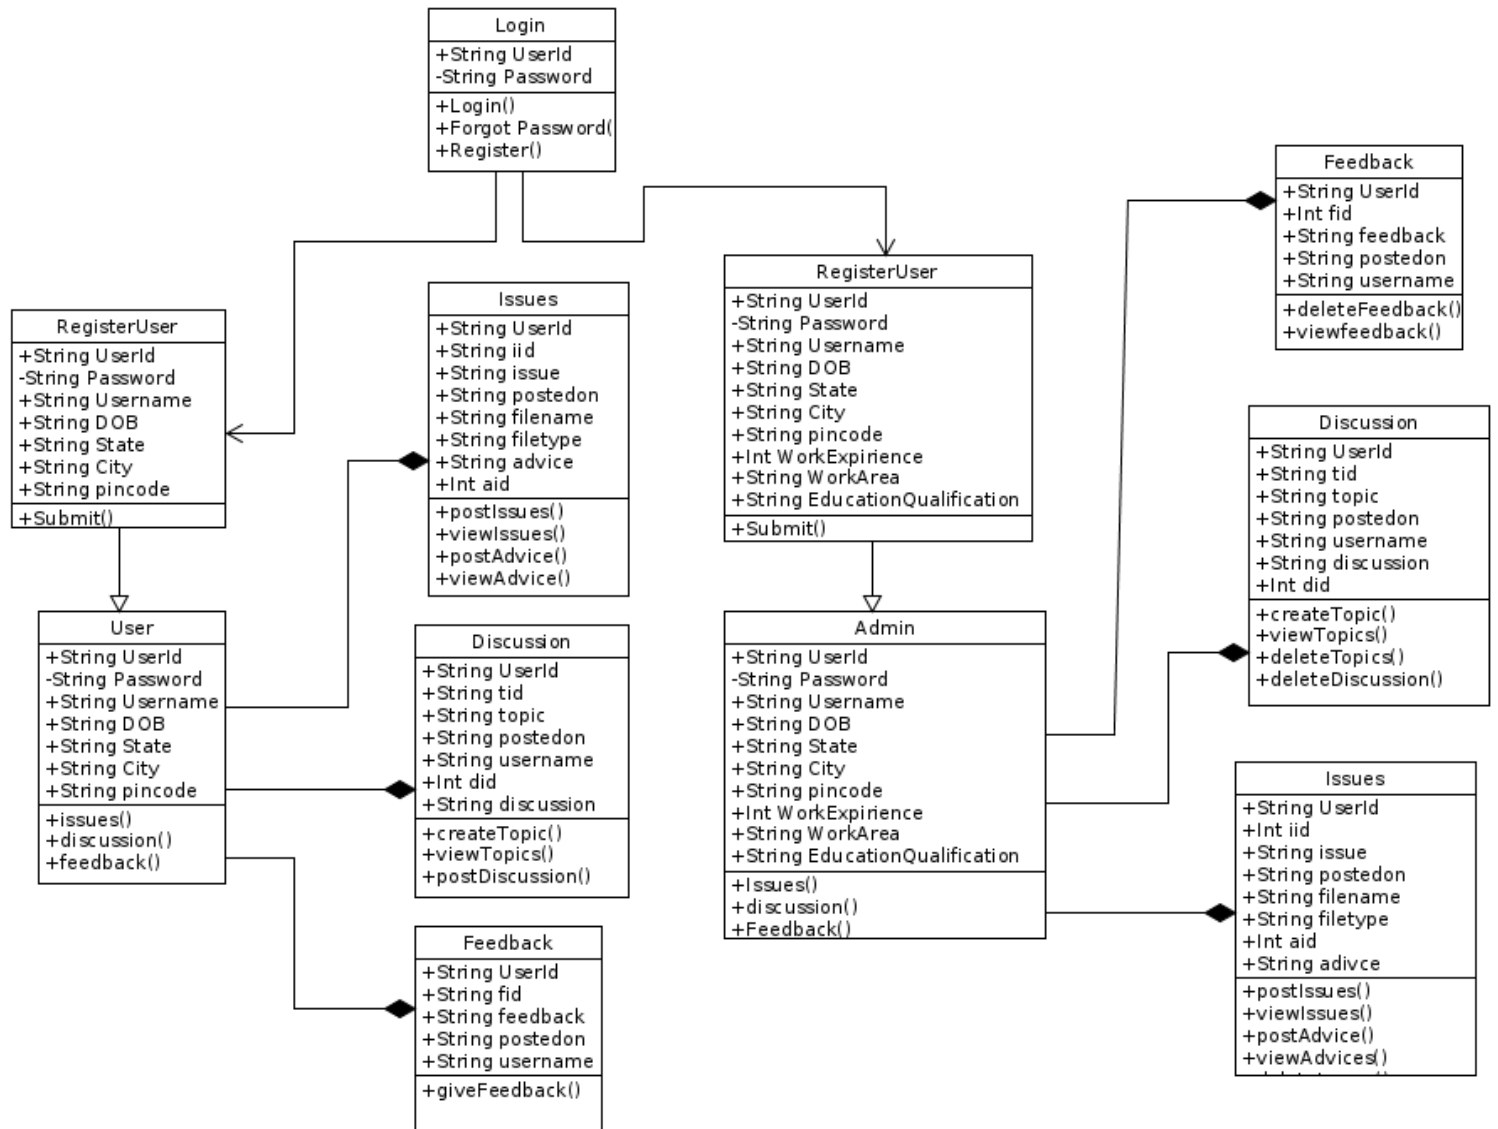 Login
+String UserId
-String Password
+Login()
+Forgot Password(
+Register()
RegisterUser
+String UserId
-String Password
+String Username
+String DOB
+String State
+String City
+String pincode
+Submit()
User
+String UserId
-String Password
+String Username
+String DOB
+String State
+String City
+String pincode
+issues()
+discussion()
+feedback()
Issues
+String UserId
+String iid
+String issue
+String postedon
+String filename
+String filetype
+String advice
+Int aid
+postIssues()
+viewIssues()
+postAdvice()
+viewAdvice()
Discussion
+String UserId
+String tid
+String topic
+String postedon
+String username
+Int did
+String discussion
+createTopic()
+viewTopics()
+postDiscussion()
Feedback
+String UserId
+String fid
+String feedback
+String postedon
+String username
+giveFeedback()
RegisterUser
+String UserId
-String Password
+String Username
+String DOB
+String State
+String City
+String pincode
+Int WorkExpirience
+String WorkArea
+String EducationQualification
+Submit()
Admin
+String UserId
-String Password
+String Username
+String DOB
+String State
+String City
+String pincode
+Int WorkExpirience
+String WorkArea
+String EducationQualification
+Issues()
+discussion()
+Feedback()
Feedback
+String UserId
+Int fid
+String feedback
+String postedon
+String username
+deleteFeedback()
+viewfeedback()
Discussion
+String UserId
+String tid
+String topic
+String postedon
+String username
+String discussion
+Int did
+createTopic()
+viewTopics()
+deleteTopics()
+deleteDiscussion()
Issues
+String UserId
+Int iid
+String issue
+String postedon
+String filename
+String filetype
+Int aid
+String adivce
+postIssues()
+viewIssues()
+postAdvice()
+viewAdvices()